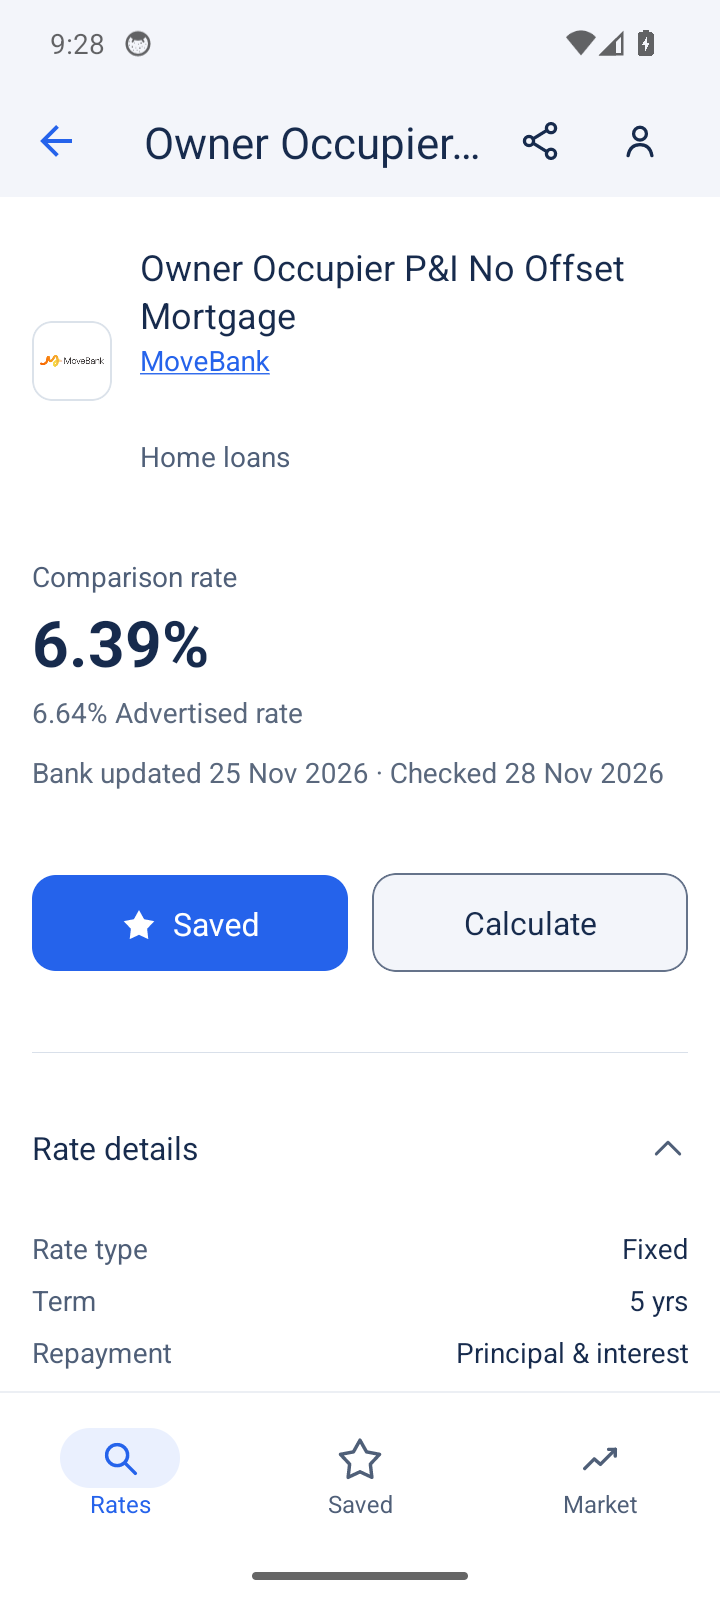 9:28
Owner Occupier...
Owner Occupier P&I No Offset
Mortgage
MoveBank
MoveBank
Home loans
Comparison rate
6.39%
6.64% Advertised rate
Bank updated 25 Nov 2026 · Checked 28 Nov 2026
Saved
Calculate
Rate details
Rate type Fixed
Term 5 yrs
Repayment Principal & interest
Rates Saved Market